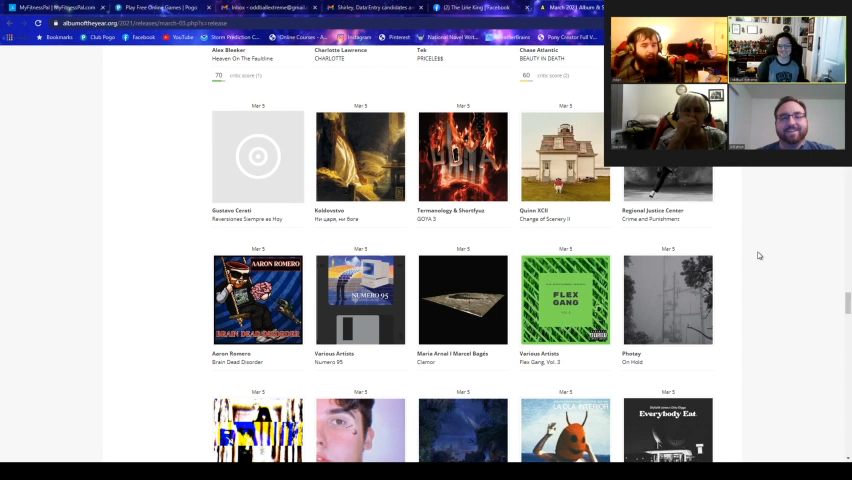 MyFitnessPal | MyFitnessPal.com
Play Free Online Games | Pogo
Inbox - oddballextreme@gmail
Shirley, Data Entry candidates a
(2) The Line King | Facebook
March 2021 Album & S
albumoftheyear.org/2021/releases/march-03.php?s=release
Bookmarks
Club Pogo
Facebook
YouTube
Storm Prediction C...
Online Courses - A...
Instagram
Pinterest
National Novel Writ...
Pony Creator Full V...
Alex Bleeker
Heaven On The Faultline
Charlotte Lawrence
CHARLOTTE
Tek
PRICELE$$
Chase Atlantic
BEAUTY IN DEATH
70 critic score (1)
60 critic score (2)
Mar 5
Mar 5
Mar 5
Mar 5
GOYA
Gustavo Cerati
Reversiones Siempre es Hoy
Koldovstvo
Ни царя, ни бога
Termanology & Shortfyuz
GOYA 3
Quinn XCII
Change of Scenery II
Regional Justice Center
Crime and Punishment
Mar 5
Mar 5
Mar 5
Mar 5
Mar 5
AARON ROMERO
BRAIN DEAD DISORDER
NUMERO 95
FLEX
GANG
Aaron Romero
Brain Dead Disorder
Various Artists
Numero 95
Maria Arnal i Marcel Bagés
Clamor
Various Artists
Flex Gang, Vol. 3
Photay
On Hold
Mar 5
Mar 5
Mar 5
Mar 5
Mar 5
LA OLA INTERIOR
Everybody Eat.